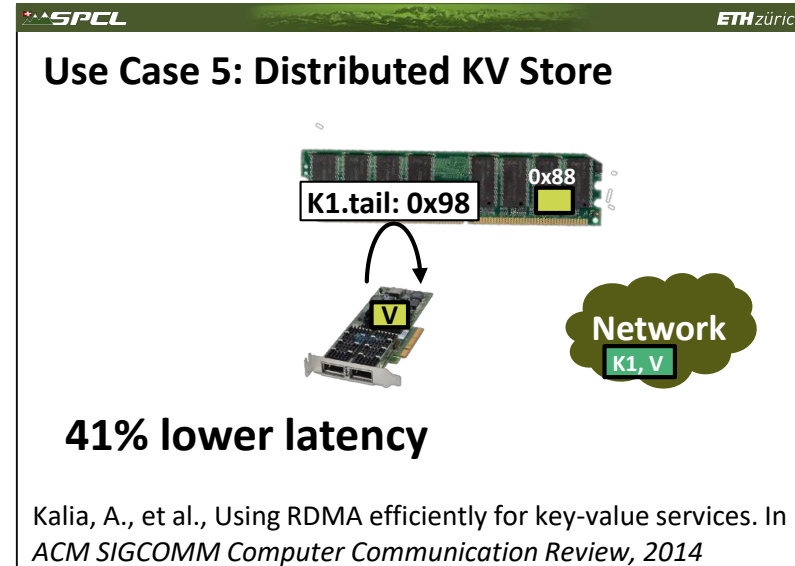 SPCL
ETH züric
Use Case 5: Distributed KV Store
0x88
K1.tail: 0x98
V
Network
K1, V
41% lower latency
Kalia, A., et al., Using RDMA efficiently for key-value services. In
ACM SIGCOMM Computer Communication Review, 2014